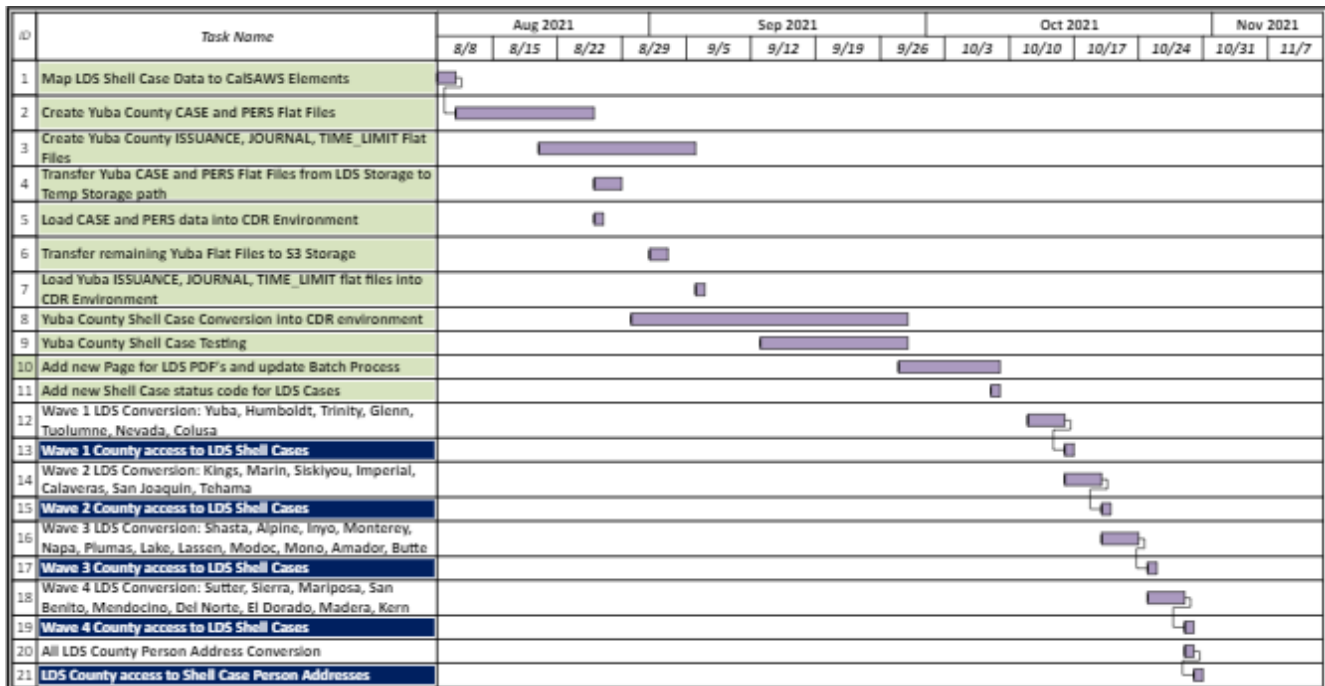 ID Task Name Aug 2021 Sep 2021 Oct 2021 Nov 2021
8/8 8/15 8/22 8/29 9/5 9/12 9/19 9/26 10/3 10/10 10/17 10/24 10/31 11/7
1 Map LDS Shell Case Data to CalSAWS Elements
2 Create Yuba County CASE and PERS Flat Files
3 Create Yuba County ISSUANCE, JOURNAL, TIME_LIMIT Flat
Files
4 Transfer Yuba CASE and PERS Flat Files from LDS Storage to
Temp Storage path
5 Load CASE and PERS data into CDR Environment
6 Transfer remaining Yuba Flat Files to S3 Storage
7 Load Yuba ISSUANCE, JOURNAL, TIME_LIMIT flat files into
CDR Environment
8 Yuba County Shell Case Conversion into CDR environment
9 Yuba County Shell Case Testing
10 Add new Page for LDS PDF's and update Batch Process
11 Add new Shell Case status code for LDS Cases
12 Wave 1 LDS Conversion: Yuba, Humboldt, Trinity, Glenn,
Tuolumne, Nevada, Colusa
13 Wave 1 County access to LDS Shell Cases
14 Wave 2 LDS Conversion: Kings, Marin, Siskiyou, Imperial,
Calaveras, San Joaquin, Tehama
15 Wave 2 County access to LDS Shell Cases
16 Wave 3 LDS Conversion: Shasta, Alpine, Inyo, Monterey,
Napa, Plumas, Lake, Lassen, Modoc, Mono, Amador, Butte
17 Wave 3 County access to LDS Shell Cases
18 Wave 4 LDS Conversion: Sutter, Sierra, Mariposa, San
Benito, Mendocino, Del Norte, El Dorado, Madera, Kern
19 Wave 4 County access to LDS Shell Cases
20 All LDS County Person Address Conversion
21 LDS County access to Shell Case Person Addresses